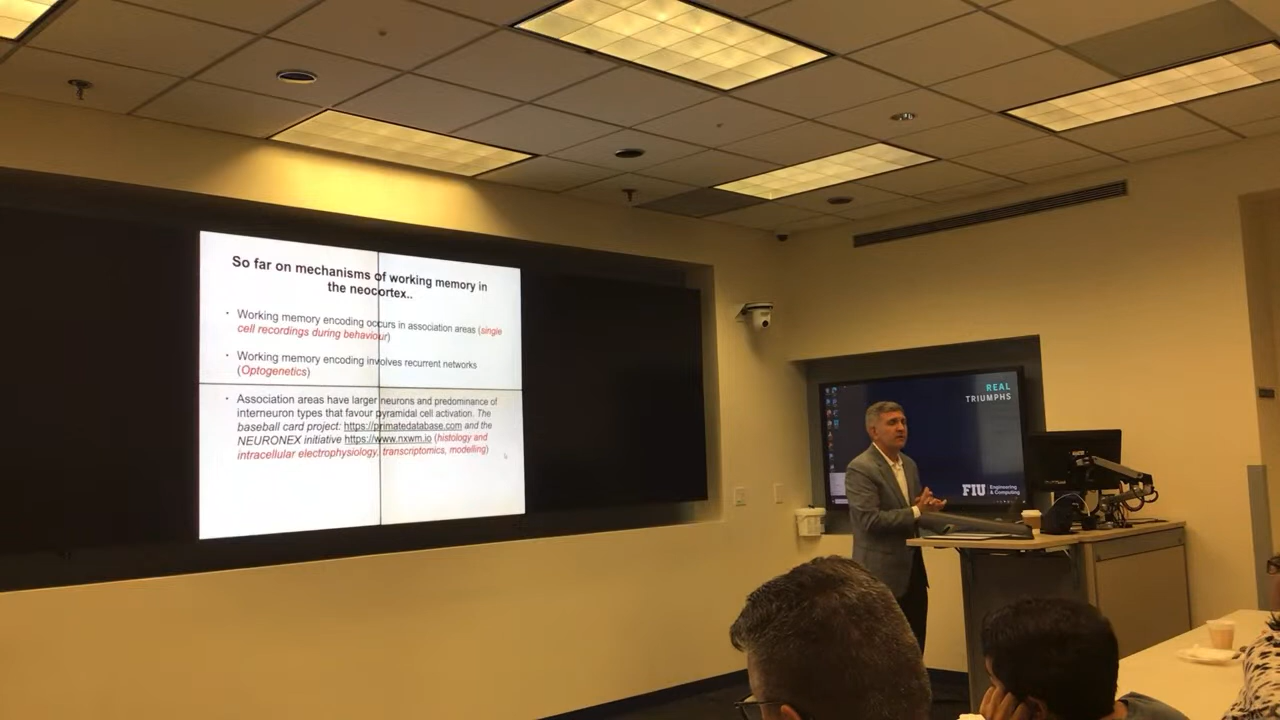 So far on mechanisms of working memory in
the neocortex..
· Working memory encoding occurs in association areas (single
cell recordings during behaviour)
· Working memory encoding involves recurrent networks
(Optogenetics)
· Association areas have larger neurons and predominance of
interneuron types that favour pyramidal cell activation. The
baseball card project: https://primatedatabase.com and the
NEURONEX initiative https://www.nxwm.io (histology and
intracellular electrophysiology, transcriptomics, modelling)
REAL
TRIUMPHS
FIU Engineering
& Computing